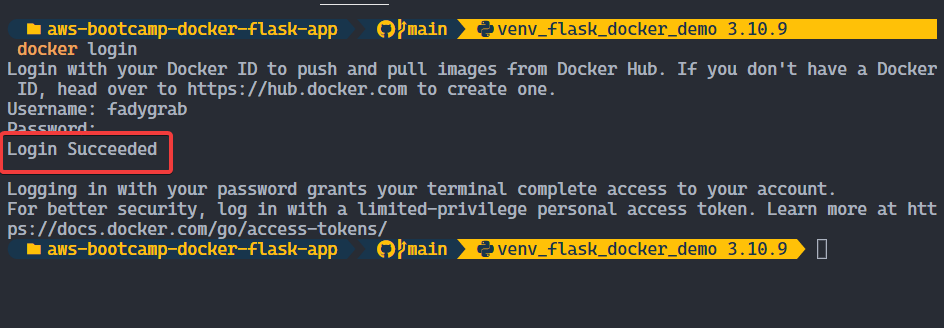 aws-bootcamp-docker-flask-app main venv_flask_docker_demo 3.10.9
docker login
Login with your Docker ID to push and pull images from Docker Hub. If you don't have a Docker
ID, head over to https://hub.docker.com to create one.
Username: fadygrab
Password:
Login Succeeded
Logging in with your password grants your terminal complete access to your account.
For better security, log in with a limited-privilege personal access token. Learn more at htt
ps://docs.docker.com/go/access-tokens/
aws-bootcamp-docker-flask-app main venv_flask_docker_demo 3.10.9